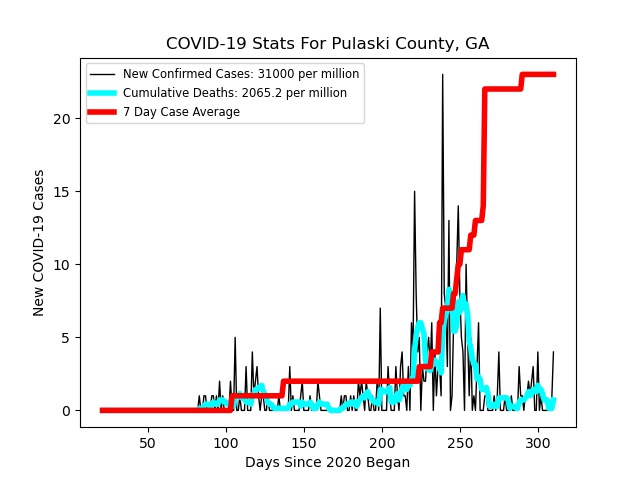 COVID-19 Stats For Pulaski County, GA
New Confirmed Cases: 31000 per million
Cumulative Deaths: 2065.2 per million
7 Day Case Average
New COVID-19 Cases
20
15
10
5
0
50 100 150 200 250 300
Days Since 2020 Began